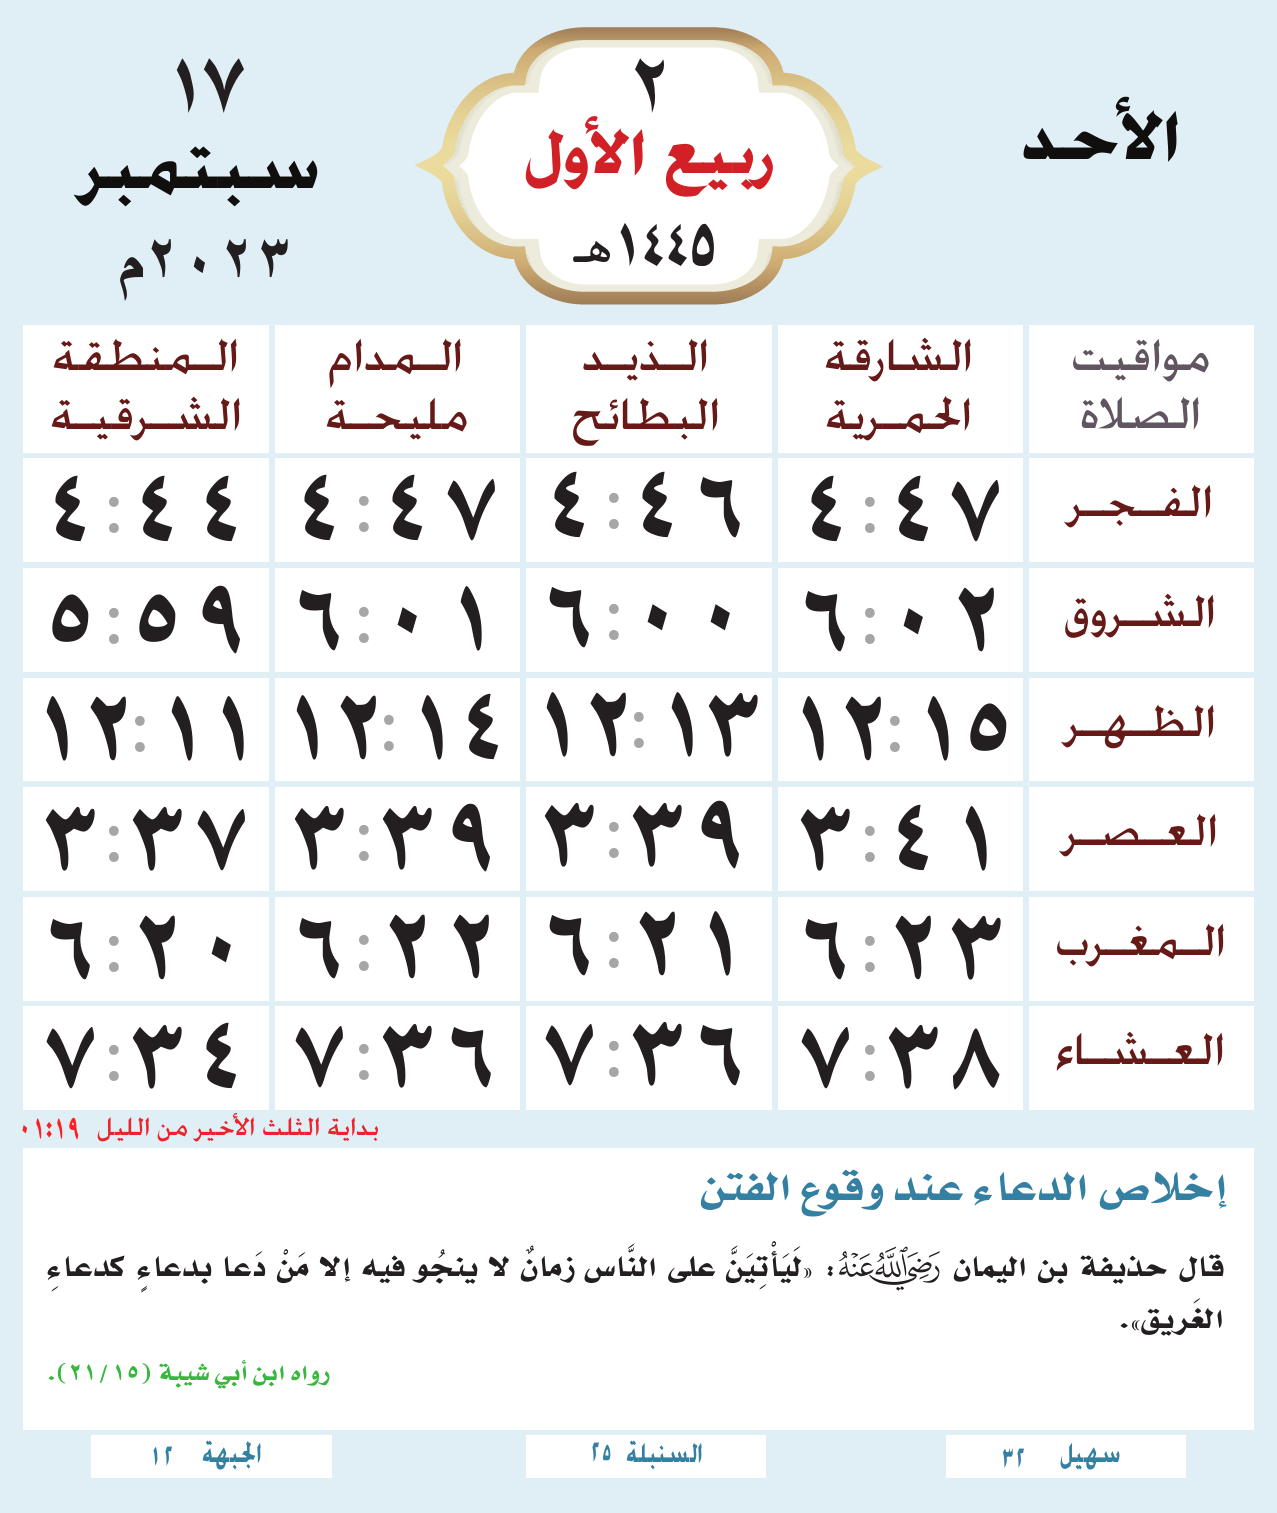 الأحد
٢
ربيع الأول
١٤٤٥هـ
١٧
سبتمبر
٢٠٢٣م
مواقيت الصلاة
الشارقة الحمرية
الذيد البطائح
المدام مليحة
المنطقة الشرقية
الفجر ٤:٤٧ ٤:٤٦ ٤:٤٧ ٤:٤٤
الشروق ٦:٠٢ ٦:٠٠ ٦:٠١ ٥:٥٩
الظهر ١٢:١٥ ١٢:١٣ ١٢:١٤ ١٢:١١
العصر ٣:٤١ ٣:٣٩ ٣:٣٩ ٣:٣٧
المغرب ٦:٢٣ ٦:٢١ ٦:٢٢ ٦:٢٠
العشاء ٧:٣٨ ٧:٣٦ ٧:٣٦ ٧:٣٤
بداية الثلث الأخير من الليل ٠١:١٩
إخلاص الدعاء عند وقوع الفتن
قال حذيفة بن اليمان رَضِيَ اللَّهُ عَنْهُ: «لَيَأْتِيَنَّ على النَّاس زمانٌ لا ينجُو فيه إلا مَنْ دَعا بدعاءٍ كدعاءِ
الغَريق».
رواه ابن أبي شيبة (٢١/١٥).
سهيل ٣٢
السنبلة ٢٥
الجبهة ١٢